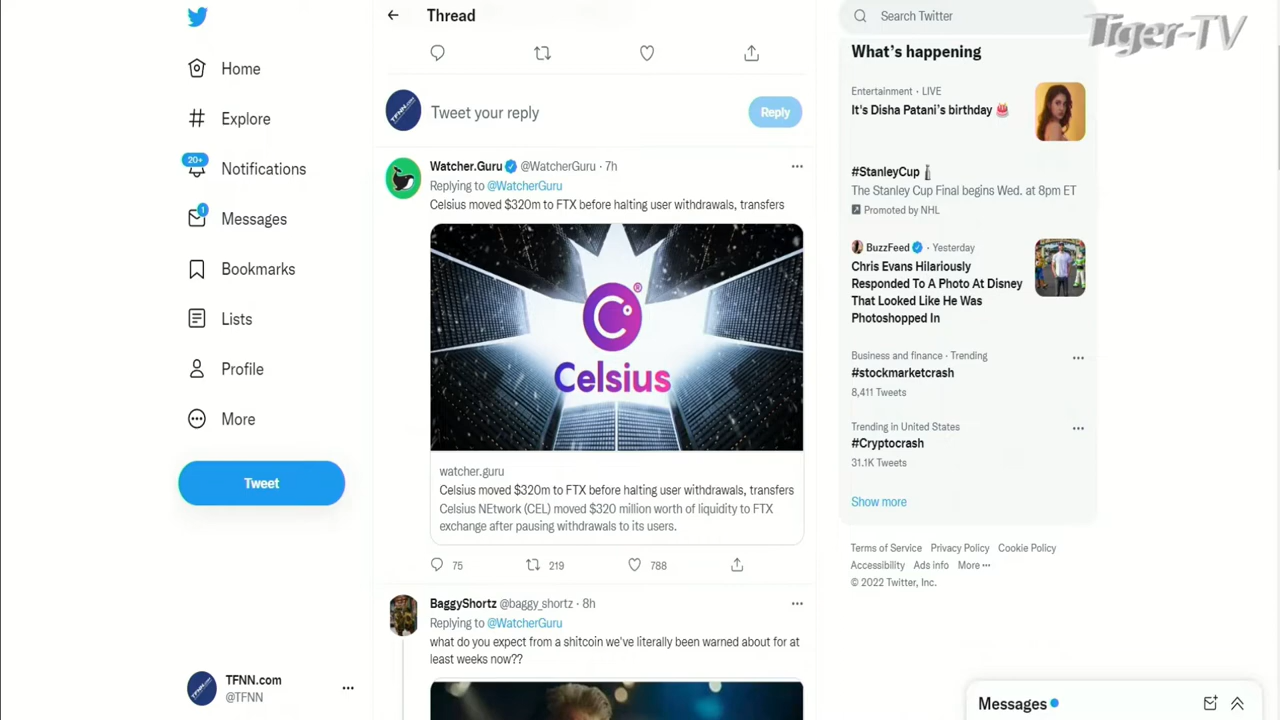 Home
Explore
20+
Notifications
1
Messages
Bookmarks
Lists
Profile
More
Tweet
TFNN.com
@TFNN
Thread
TFNN.com
Tweet your reply
Reply
Watcher.Guru @WatcherGuru · 7h
Replying to @WatcherGuru
Celsius moved $320m to FTX before halting user withdrawals, transfers
Celsius
watcher.guru
Celsius moved $320m to FTX before halting user withdrawals, transfers
Celsius NEtwork (CEL) moved $320 million worth of liquidity to FTX
exchange after pausing withdrawals to its users.
75
219
788
BaggyShortz @baggy_shortz · 8h
Replying to @WatcherGuru
what do you expect from a shitcoin we've literally been warned about for at
least weeks now??
Search Twitter
Tiger-TV
What's happening
Entertainment · LIVE
It's Disha Patani's birthday
#StanleyCup
The Stanley Cup Final begins Wed. at 8pm ET
Promoted by NHL
BuzzFeed · Yesterday
Chris Evans Hilariously
Responded To A Photo At Disney
That Looked Like He Was
Photoshopped In
Business and finance · Trending
#stockmarketcrash
8,411 Tweets
Trending in United States
#Cryptocrash
31.1K Tweets
Show more
Terms of Service Privacy Policy Cookie Policy
Accessibility Ads info More ···
© 2022 Twitter, Inc.
Messages